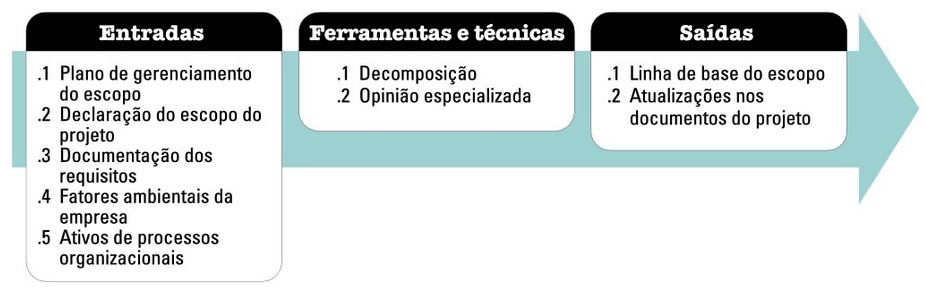 Entradas
.1 Plano de gerenciamento
do escopo
.2 Declaração do escopo do
projeto
.3 Documentação dos
requisitos
.4 Fatores ambientais da
empresa
.5 Ativos de processos
organizacionais
Ferramentas e técnicas
.1 Decomposição
.2 Opinião especializada
Saídas
.1 Linha de base do escopo
.2 Atualizações nos
documentos do projeto